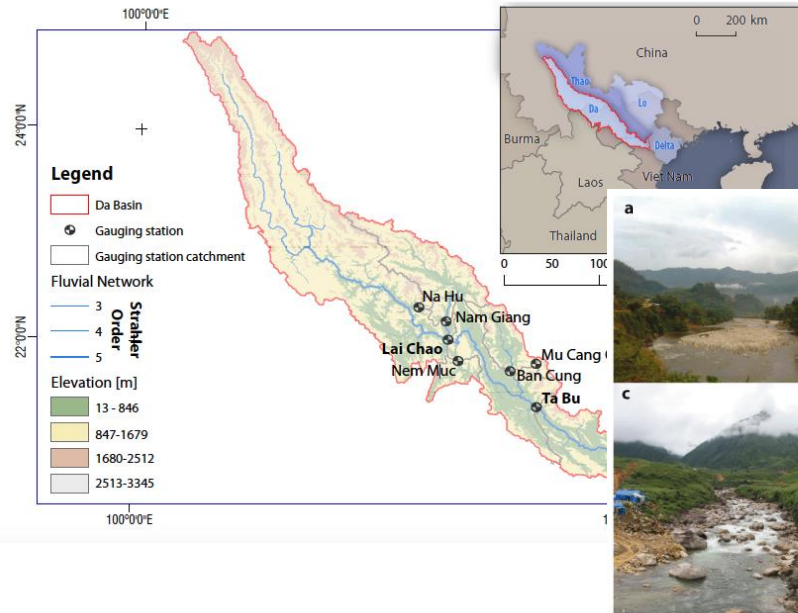 100°0'0"E
0 200 km
China
Thao
Lo
Da
Delta
Burma
Viet Nam
Laos
Thailand
0 50 100
24°0'0"N
22°0'0"N
Legend
Da Basin
Gauging station
Gauging station catchment
Fluvial Network
3
4
5
Strahler
Order
Elevation [m]
13 - 846
847-1679
1680-2512
2513-3345
Na Hu
Nam Giang
Lai Chao
Nem Muc
Mu Cang
Ban Cung
Ta Bu
100°0'0"E
1
a
c